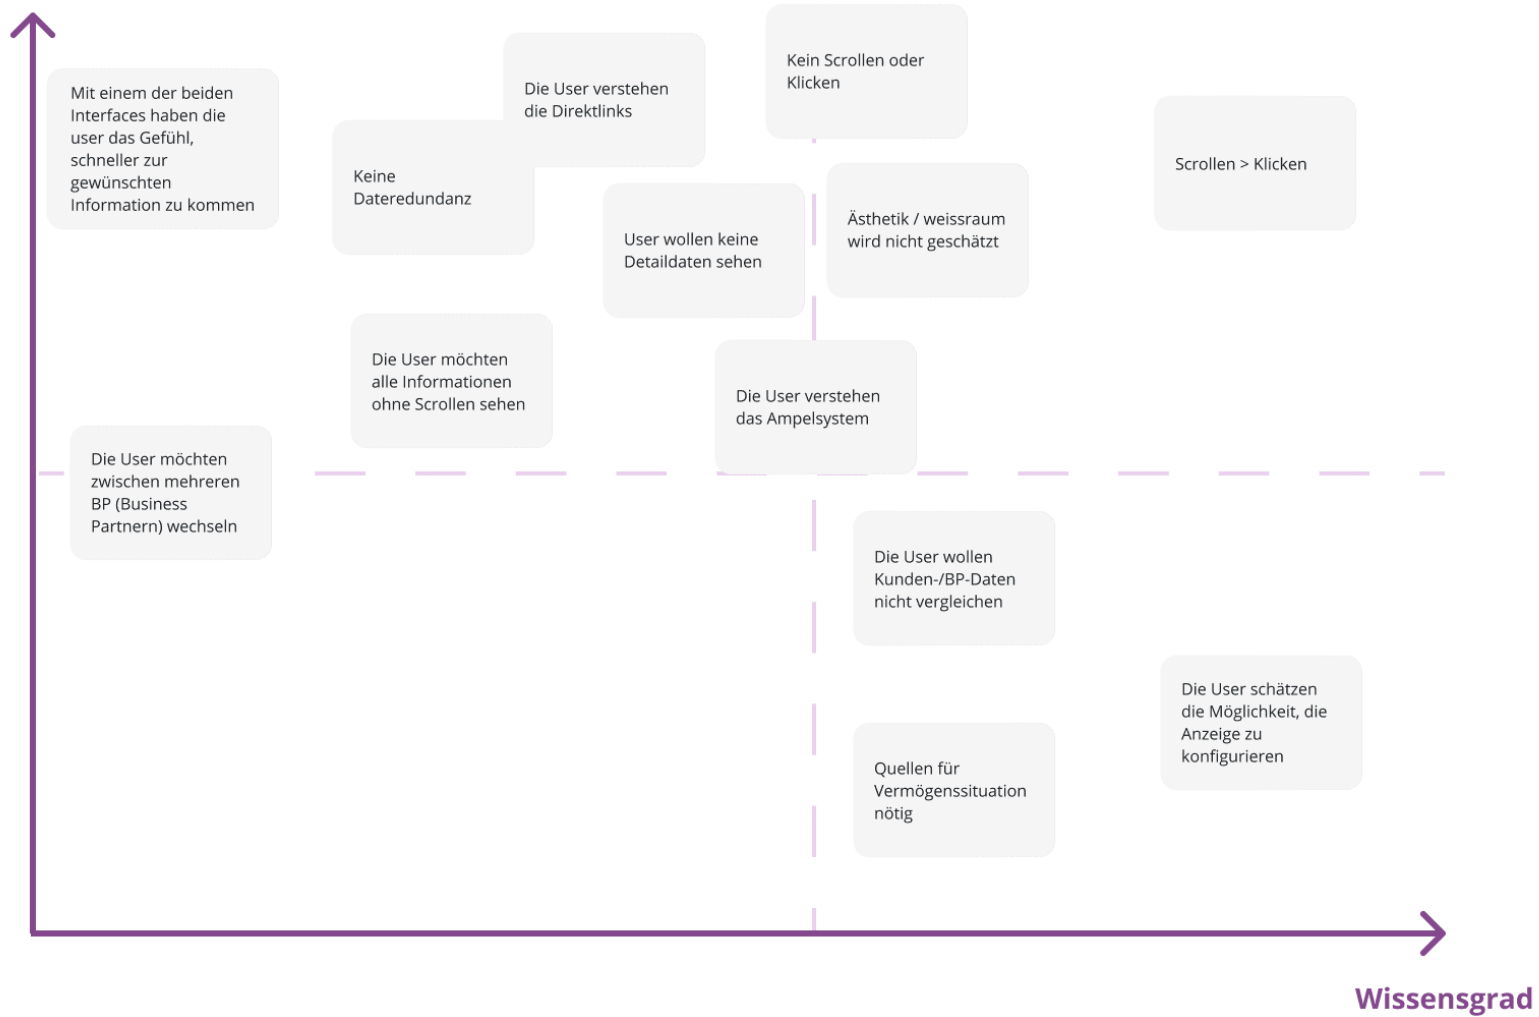 Mit einem der beiden
Interfaces haben die
user das Gefühl,
schneller zur
gewünschten
Information zu kommen
Keine
Dateredundanz
Die User verstehen
die Direktlinks
Kein Scrollen oder
Klicken
Scrollen > Klicken
User wollen keine
Detaildaten sehen
Ästhetik / weissraum
wird nicht geschätzt
Die User möchten
alle Informationen
ohne Scrollen sehen
Die User verstehen
das Ampelsystem
Die User möchten
zwischen mehreren
BP (Business
Partnern) wechseln
Die User wollen
Kunden-/BP-Daten
nicht vergleichen
Die User schätzen
die Möglichkeit, die
Anzeige zu
konfigurieren
Quellen für
Vermögenssituation
nötig
Wissensgrad